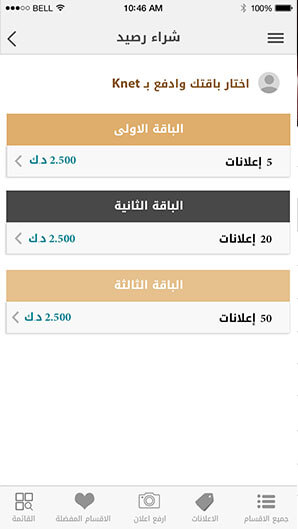 BELL 10:46 AM 100%
شراء رصيد
اختار باقتك وادفع بـ Knet
الباقة الاولى
5 إعلانات 2.500 د ك
الباقة الثانية
20 إعلانات 2.500 د ك
الباقة الثالثة
50 إعلانات 2.500 د ك
جميع الاقسام الاعلانات ارفع اعلان الاقسام المفضلة القائمة